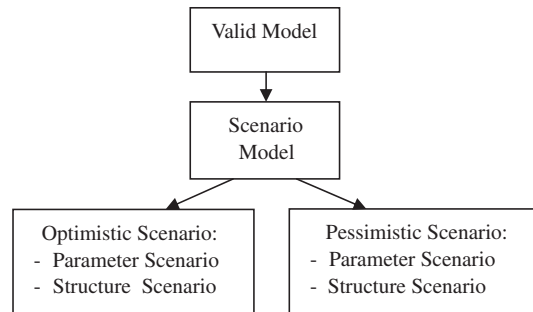 Valid Model
Scenario
Model
Optimistic Scenario:
- Parameter Scenario
- Structure Scenario
Pessimistic Scenario:
- Parameter Scenario
- Structure Scenario